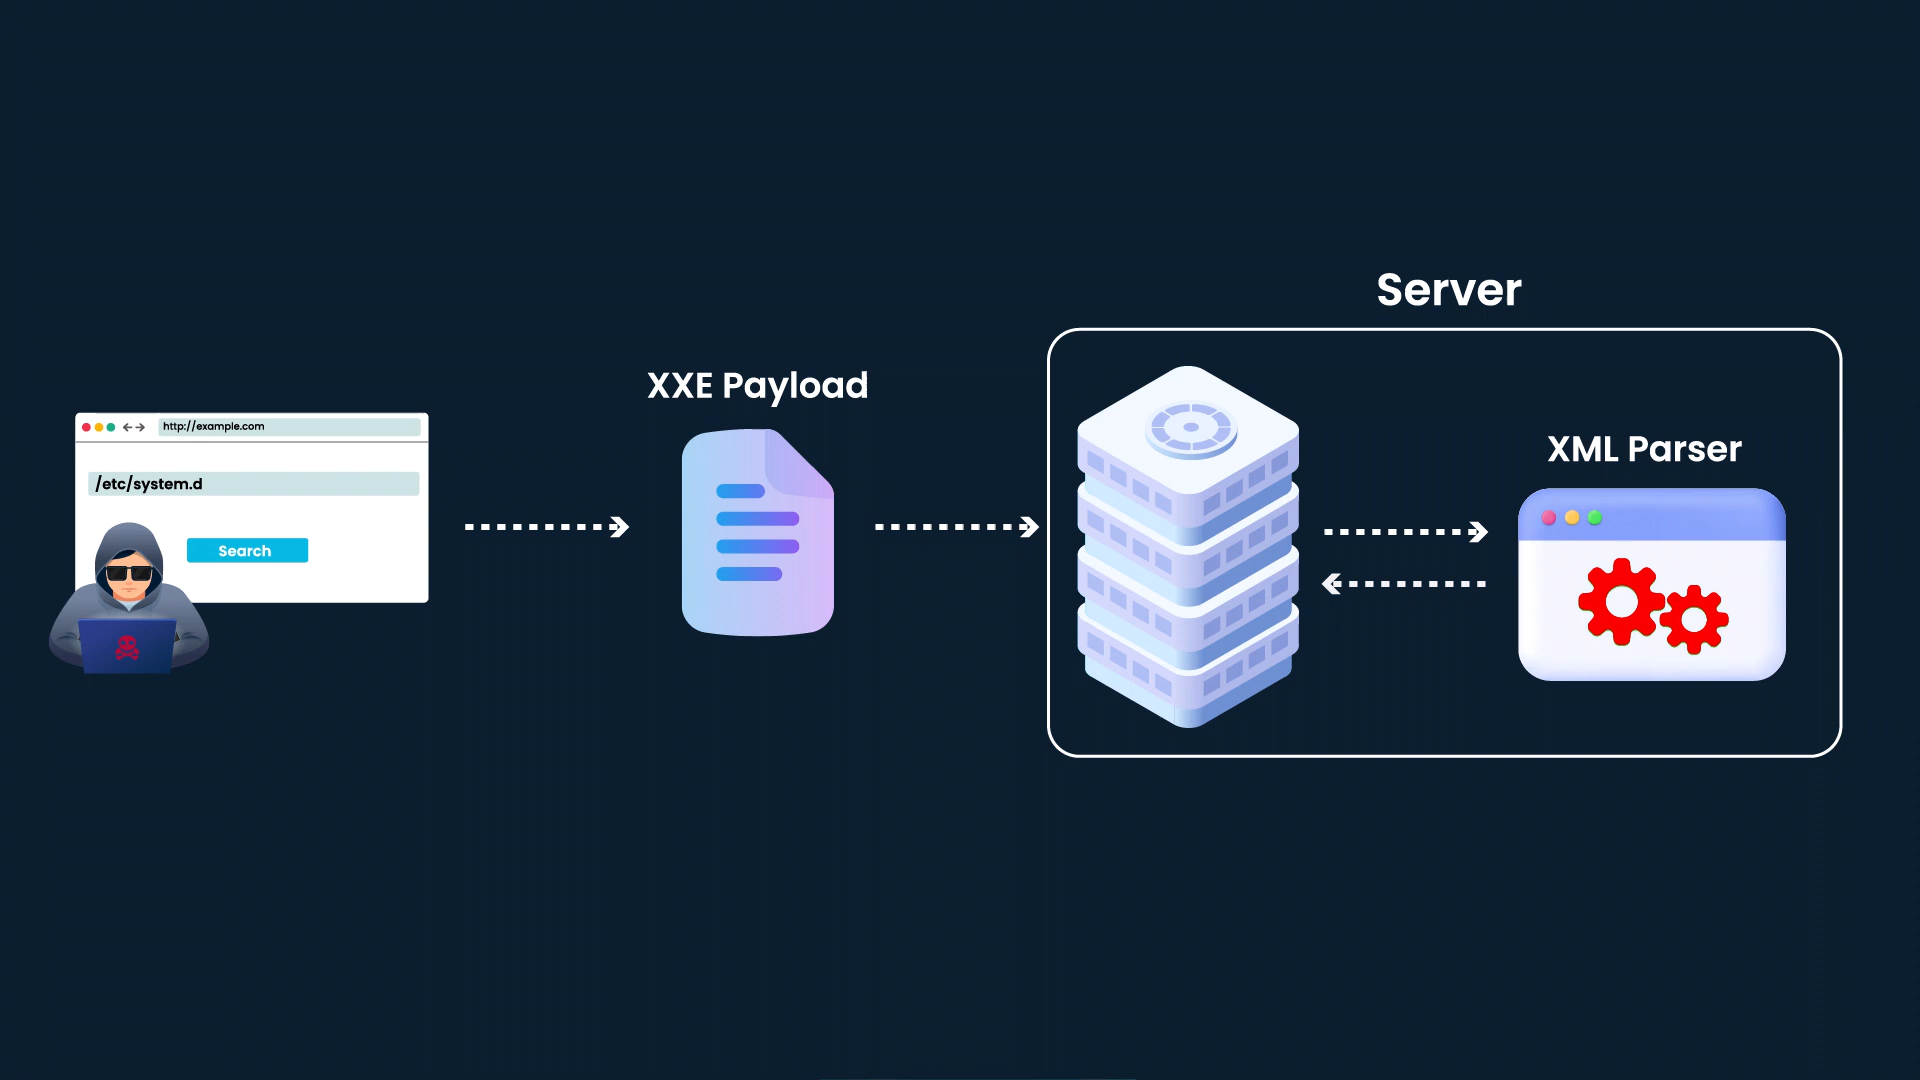 Server
XXE Payload
http://example.com
XML Parser
/etc/system.d
Search